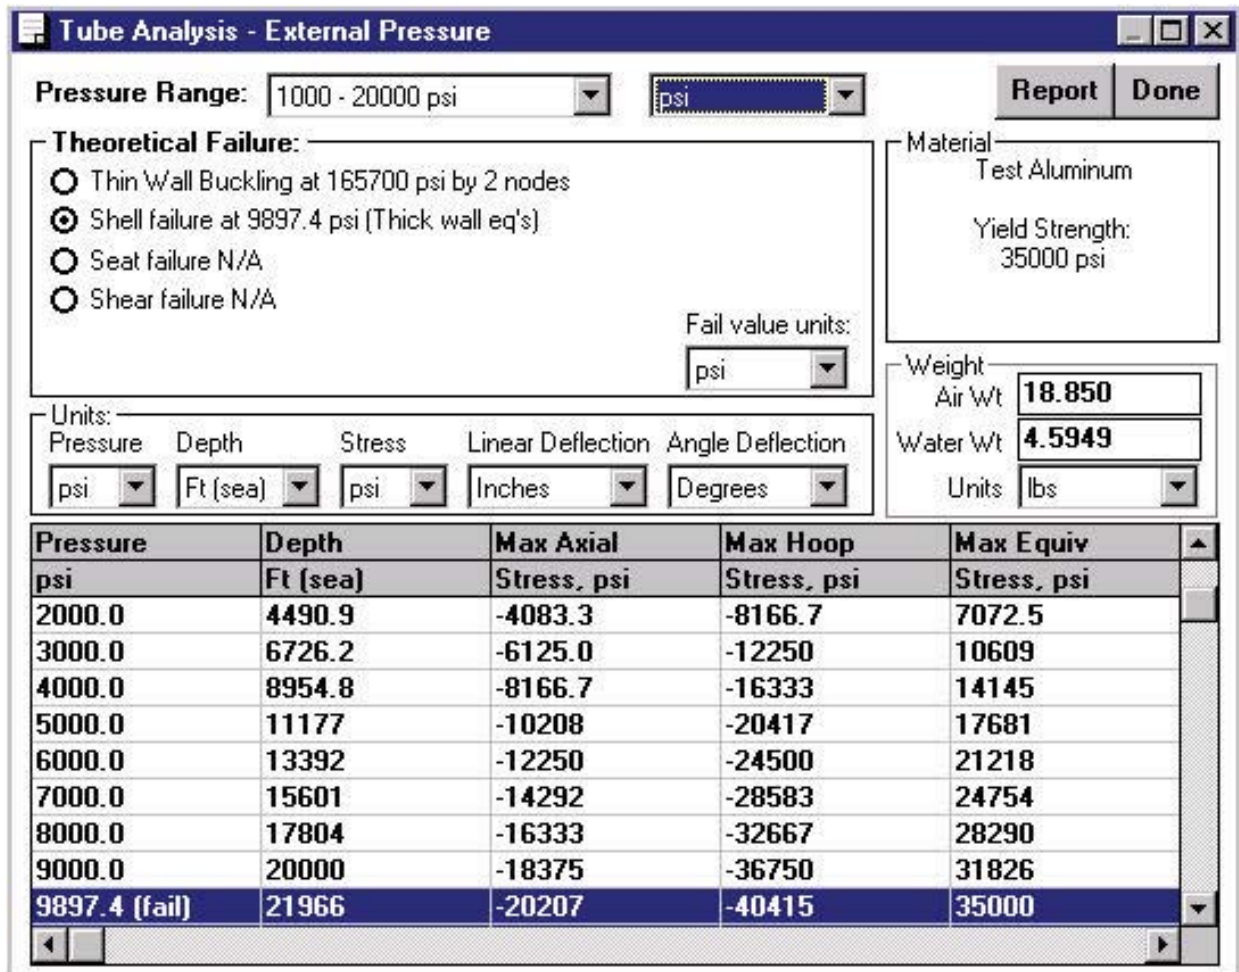 Tube Analysis - External Pressure
Pressure Range: 1000 - 20000 psi psi Report Done
Theoretical Failure:
Thin Wall Buckling at 165700 psi by 2 nodes
Shell failure at 9897.4 psi (Thick wall eq's)
Seat failure N/A
Shear failure N/A
Fail value units:
psi
Material
Test Aluminum
Yield Strength:
35000 psi
Weight
Air Wt 18.850
Water Wt 4.5949
Units lbs
Units:
Pressure Depth Stress Linear Deflection Angle Deflection
psi Ft (sea) psi Inches Degrees
Pressure Depth Max Axial Max Hoop Max Equiv
psi Ft (sea) Stress, psi Stress, psi Stress, psi
2000.0 4490.9 -4083.3 -8166.7 7072.5
3000.0 6726.2 -6125.0 -12250 10609
4000.0 8954.8 -8166.7 -16333 14145
5000.0 11177 -10208 -20417 17681
6000.0 13392 -12250 -24500 21218
7000.0 15601 -14292 -28583 24754
8000.0 17804 -16333 -32667 28290
9000.0 20000 -18375 -36750 31826
9897.4 (fail) 21966 -20207 -40415 35000